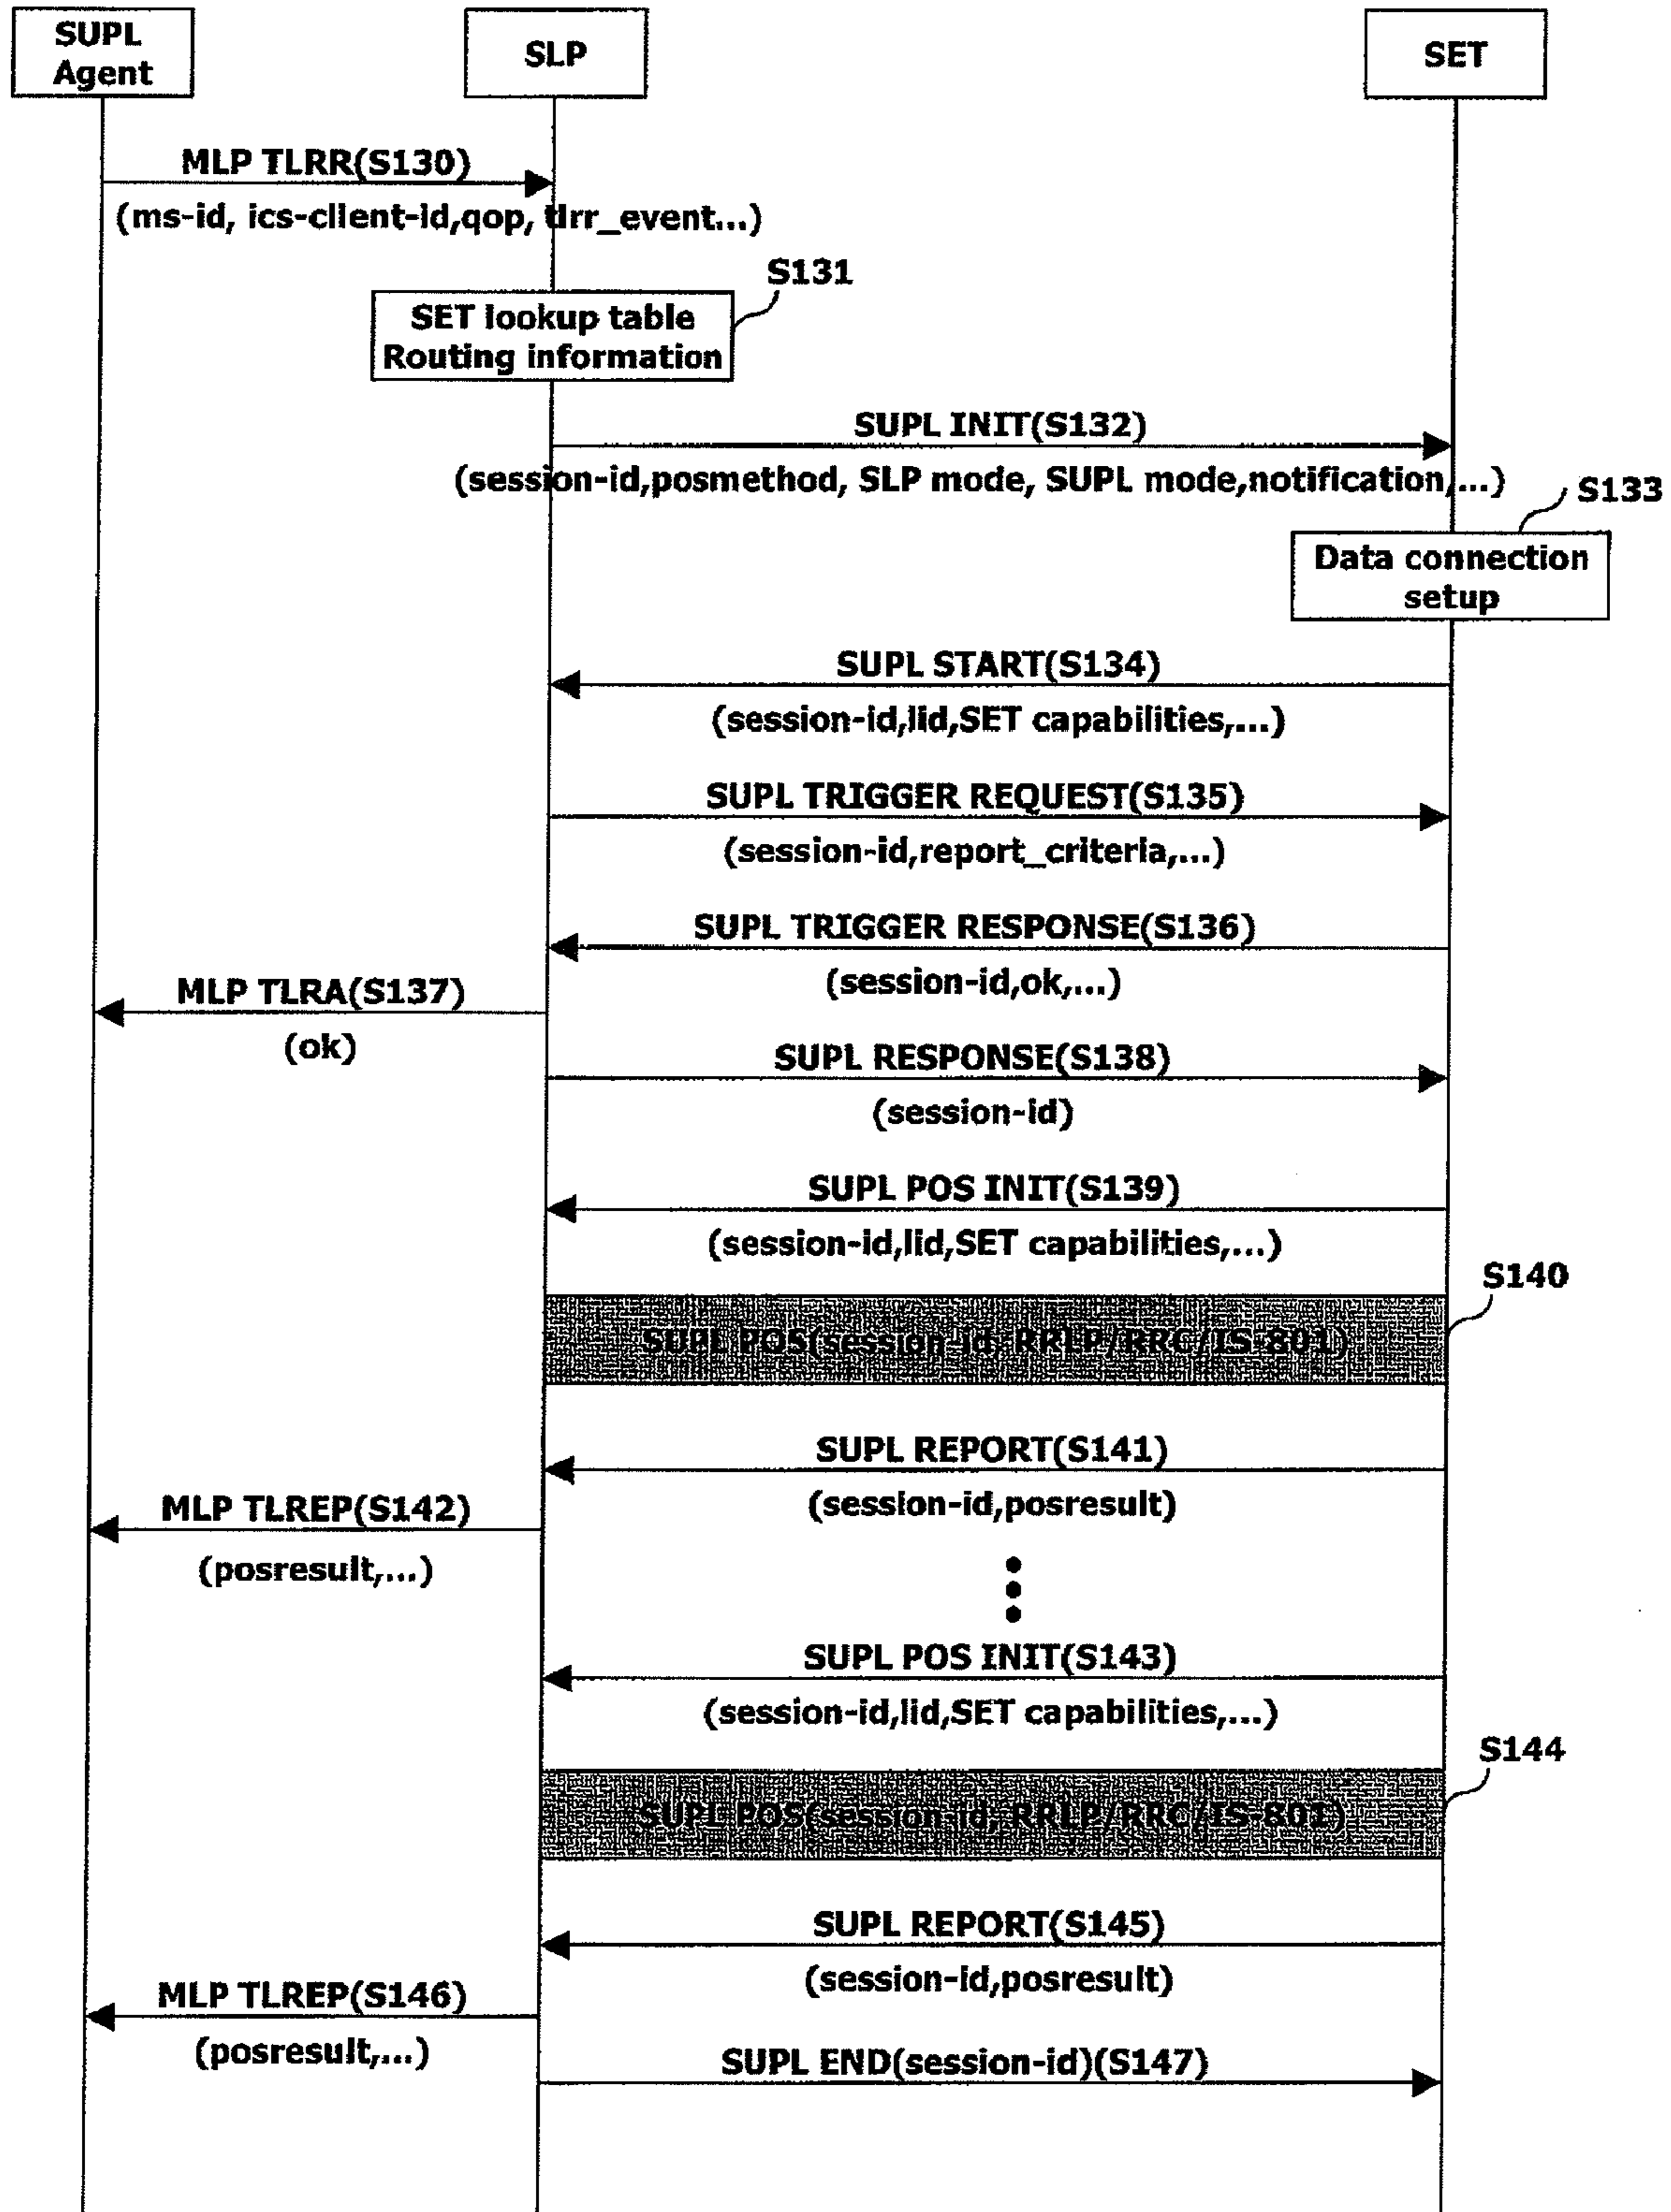 SUPL
Agent
SLP
SET
MLP TLRR(S130)
(ms-id, ics-client-id,qop, tlrr_event...)
S131
SET lookup table
Routing information
SUPL INIT(S132)
(session-id,posmethod, SLP mode, SUPL mode,notification,...)
S133
Data connection
setup
SUPL START(S134)
(session-id,lid,SET capabilities,...)
SUPL TRIGGER REQUEST(S135)
(session-id,report_criteria,...)
SUPL TRIGGER RESPONSE(S136)
(session-id,ok,...)
MLP TLRA(S137)
(ok)
SUPL RESPONSE(S138)
(session-id)
SUPL POS INIT(S139)
(session-id,lid,SET capabilities,...)
S140
SUPL POS(session-id, RRLP/RRC/IS-801)
SUPL REPORT(S141)
(session-id,posresult)
MLP TLREP(S142)
(posresult,...)
SUPL POS INIT(S143)
(session-id,lid,SET capabilities,...)
S144
SUPL POS(session-id, RRLP/RRC/IS-801)
SUPL REPORT(S145)
(session-id,posresult)
MLP TLREP(S146)
(posresult,...)
SUPL END(session-id)(S147)